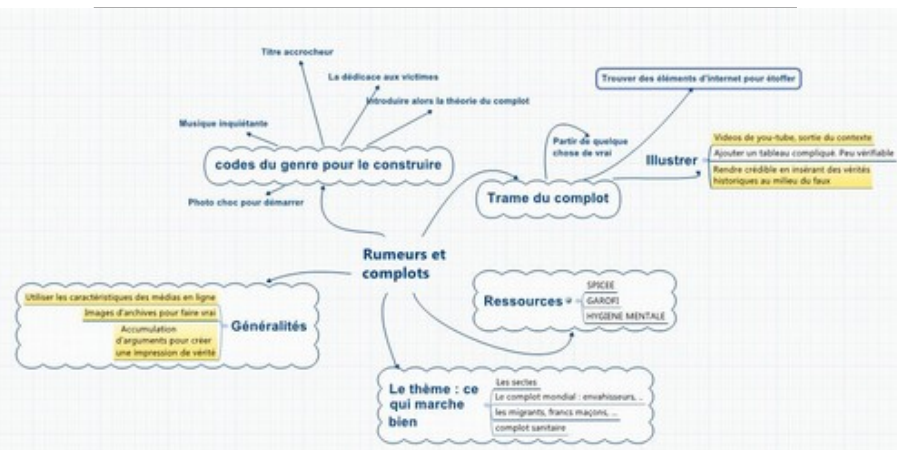 Titre accrocheur
La dédicace aux victimes
Introduire alors la théorie du complot
Musique inquiétante
codes du genre pour le construire
Photo choc pour démarrer
Trouver des éléments d'internet pour étoffer
Partir de quelque
chose de vrai
Illustrer
Videos de you-tube, sortie du contexte
Ajouter un tableau compliqué. Peu vérifiable
Rendre crédible en insérant des vérités
historiques au milieu du faux
Trame du complot
Rumeurs et
complots
Utiliser les caractéristiques des médias en ligne
Images d'archives pour faire vrai
Accumulation
d'arguments pour créer
une impression de vérité
Généralités
Ressources
SPICEE
GAROFI
HYGIENE MENTALE
Le thème : ce
qui marche
bien
Les sectes
Le complot mondial : envahisseurs, ..
les migrants, francs maçons, ...
complot sanitaire